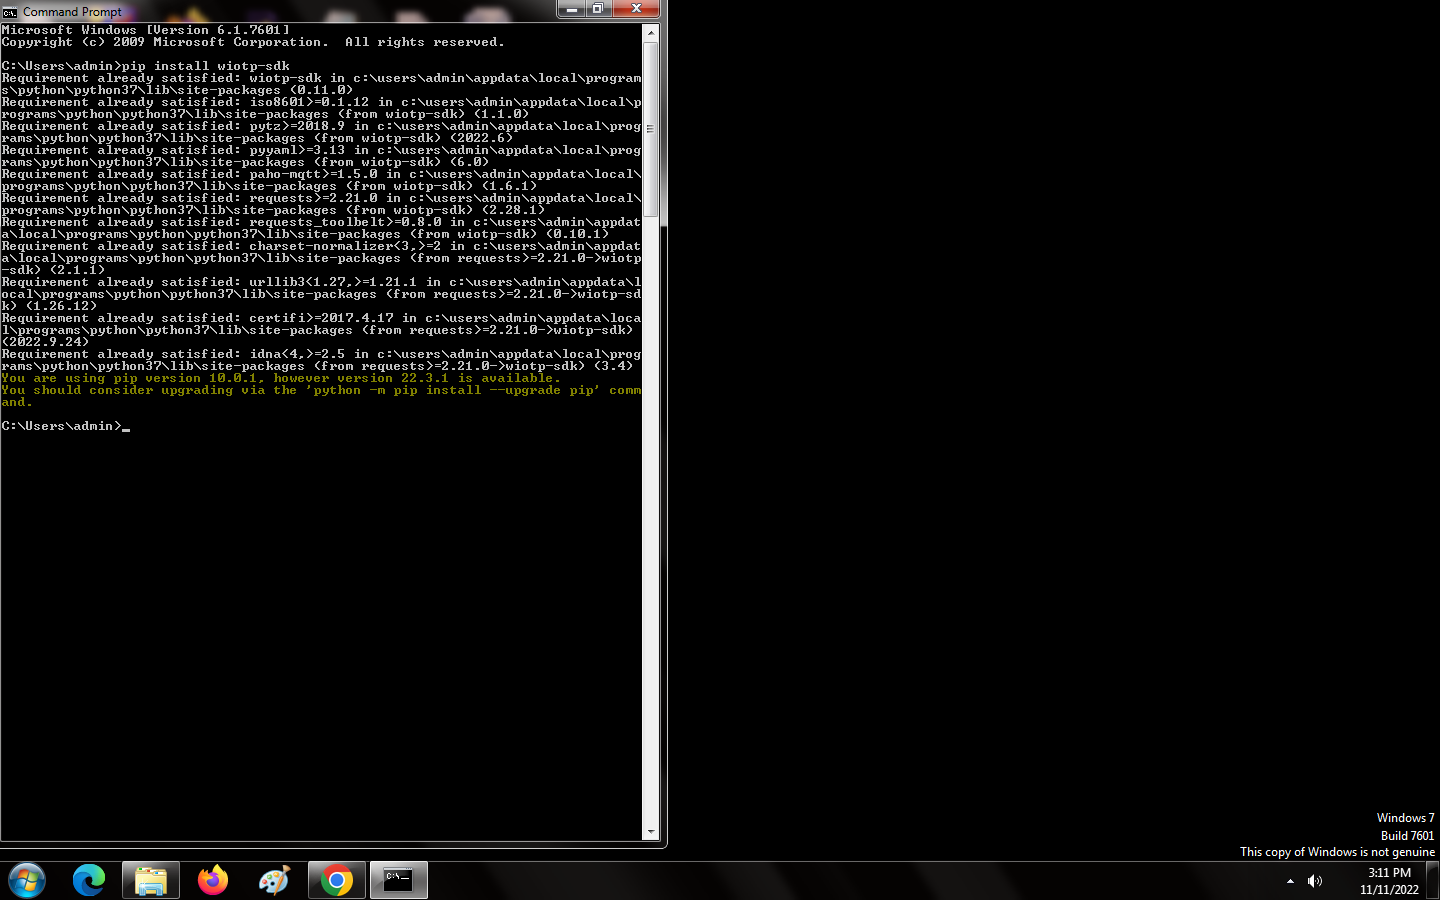 Command Prompt
Microsoft Windows [Version 6.1.7601]
Copyright (c) 2009 Microsoft Corporation.  All rights reserved.
C:\Users\admin>pip install wiotp-sdk
Requirement already satisfied: wiotp-sdk in c:\users\admin\appdata\local\program
s\python\python37\lib\site-packages (0.11.0)
Requirement already satisfied: iso8601>=0.1.12 in c:\users\admin\appdata\local\p
rograms\python\python37\lib\site-packages (from wiotp-sdk) (1.1.0)
Requirement already satisfied: pytz>=2018.9 in c:\users\admin\appdata\local\prog
rams\python\python37\lib\site-packages (from wiotp-sdk) (2022.6)
Requirement already satisfied: pyyaml>=3.13 in c:\users\admin\appdata\local\prog
rams\python\python37\lib\site-packages (from wiotp-sdk) (6.0)
Requirement already satisfied: paho-mqtt>=1.5.0 in c:\users\admin\appdata\local\
programs\python\python37\lib\site-packages (from wiotp-sdk) (1.6.1)
Requirement already satisfied: requests>=2.21.0 in c:\users\admin\appdata\local\
programs\python\python37\lib\site-packages (from wiotp-sdk) (2.28.1)
Requirement already satisfied: requests_toolbelt>=0.8.0 in c:\users\admin\appdat
a\local\programs\python\python37\lib\site-packages (from wiotp-sdk) (0.10.1)
Requirement already satisfied: charset-normalizer<3,>=2 in c:\users\admin\appdat
a\local\programs\python\python37\lib\site-packages (from requests>=2.21.0->wiotp
-sdk) (2.1.1)
Requirement already satisfied: urllib3<1.27,>=1.21.1 in c:\users\admin\appdata\l
ocal\programs\python\python37\lib\site-packages (from requests>=2.21.0->wiotp-sd
k) (1.26.12)
Requirement already satisfied: certifi>=2017.4.17 in c:\users\admin\appdata\loca
l\programs\python\python37\lib\site-packages (from requests>=2.21.0->wiotp-sdk)
(2022.9.24)
Requirement already satisfied: idna<4,>=2.5 in c:\users\admin\appdata\local\prog
rams\python\python37\lib\site-packages (from requests>=2.21.0->wiotp-sdk) (3.4)
You are using pip version 10.0.1, however version 22.3.1 is available.
You should consider upgrading via the 'python -m pip install --upgrade pip' comm
and.
C:\Users\admin>_
Windows 7
Build 7601
This copy of Windows is not genuine
3:11 PM
11/11/2022